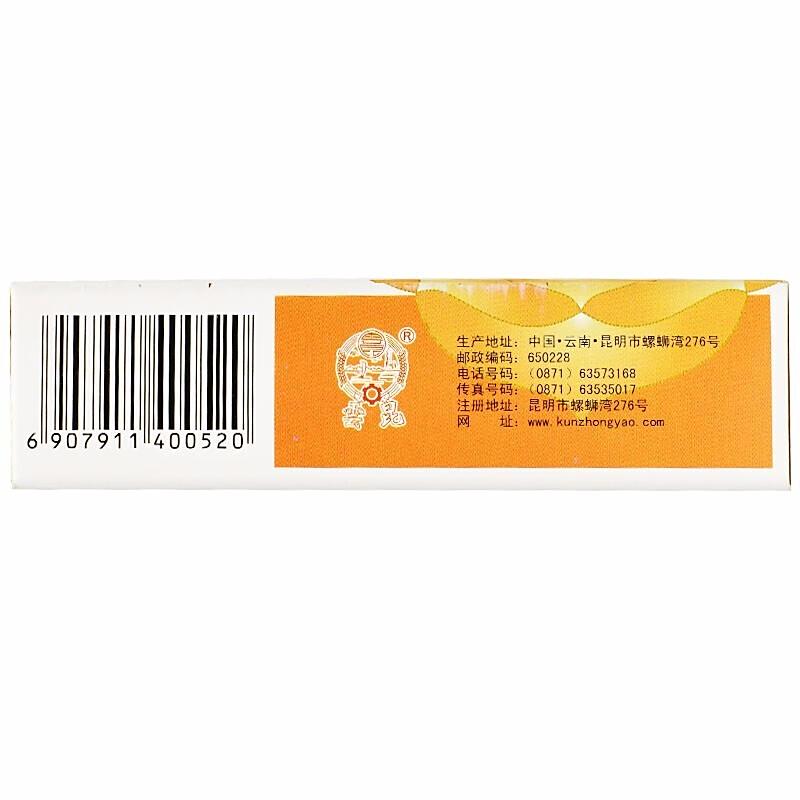 6 907911 400520
®
雲昆
生产地址：中国·云南·昆明市螺蛳湾276号
邮政编码：650228
电话号码：（0871）63573168
传真号码：（0871）63535017
注册地址：昆明市螺蛳湾276号
网　　址：www.kunzhongyao.com